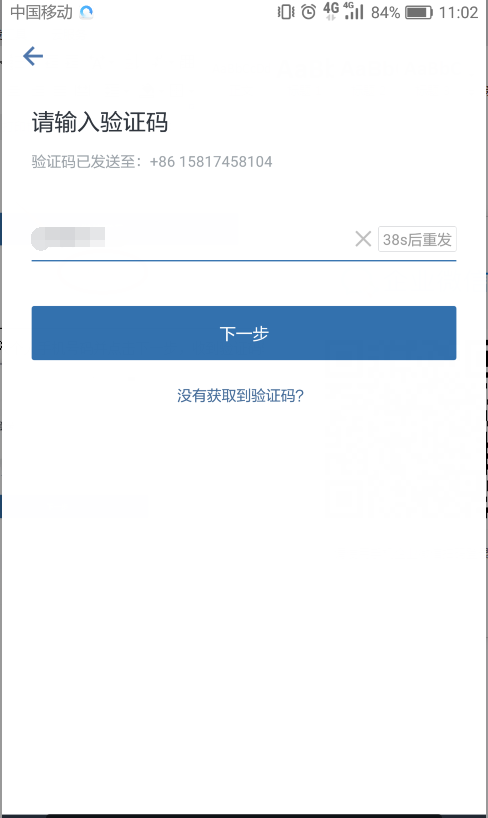 中国移动 4G 4G 84% 11:02
请输入验证码
验证码已发送至：+86 15817458104
38s后重发
下一步
没有获取到验证码?